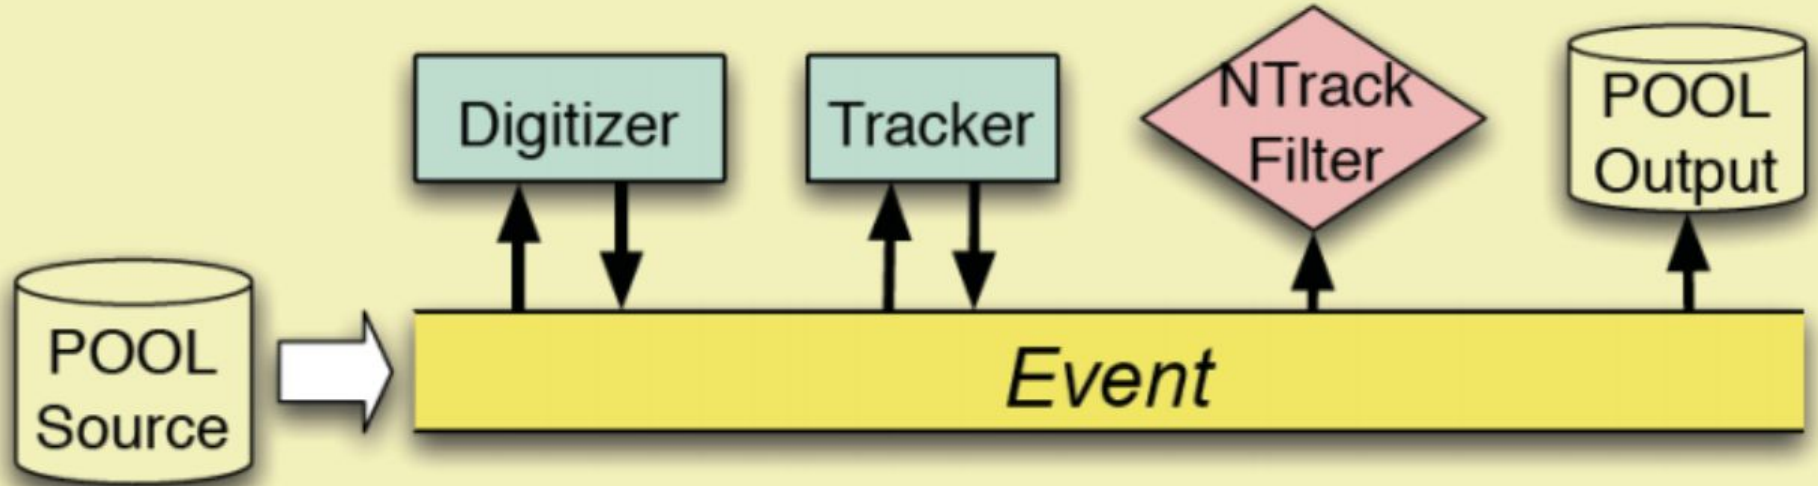 Digitizer
Tracker
NTrack
Filter
POOL
Output
POOL
Source
Event